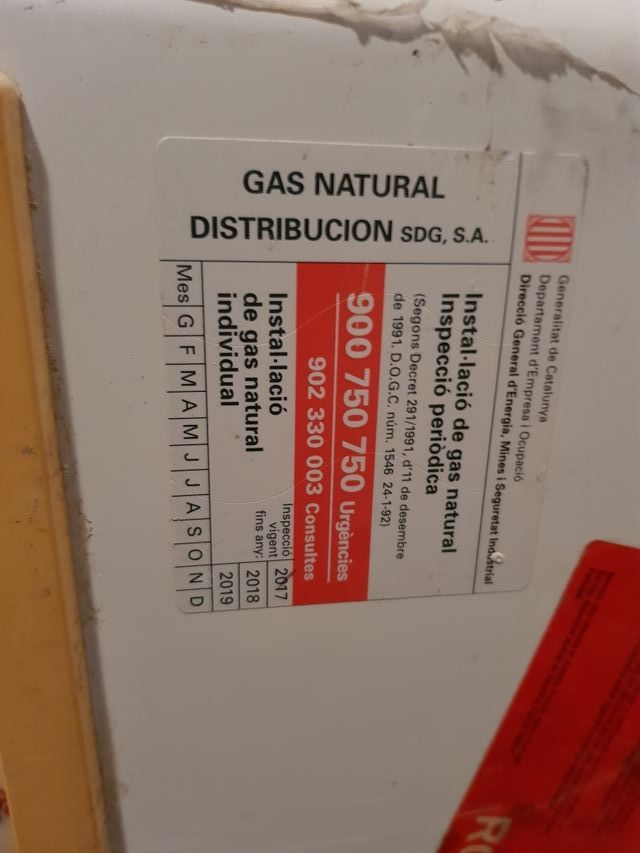 GAS NATURAL
DISTRIBUCION SDG, S.A.
Generalitat de Catalunya
Departament d'Empresa i Ocupació
Direcció General d'Energia, Mines i Seguretat Industrial
Instal·lació de gas natural
Inspecció periòdica
(Segons Decret 291/1991, d'11 de desembre
de 1991, D.O.G.C. núm. 1546 24-1-92)
900 750 750 Urgències
902 330 003 Consultes
Instal·lació
de gas natural
individual
Inspecció
vigent
fins any:
2017
2018
2019
Mes G F M A M J J A S O N D